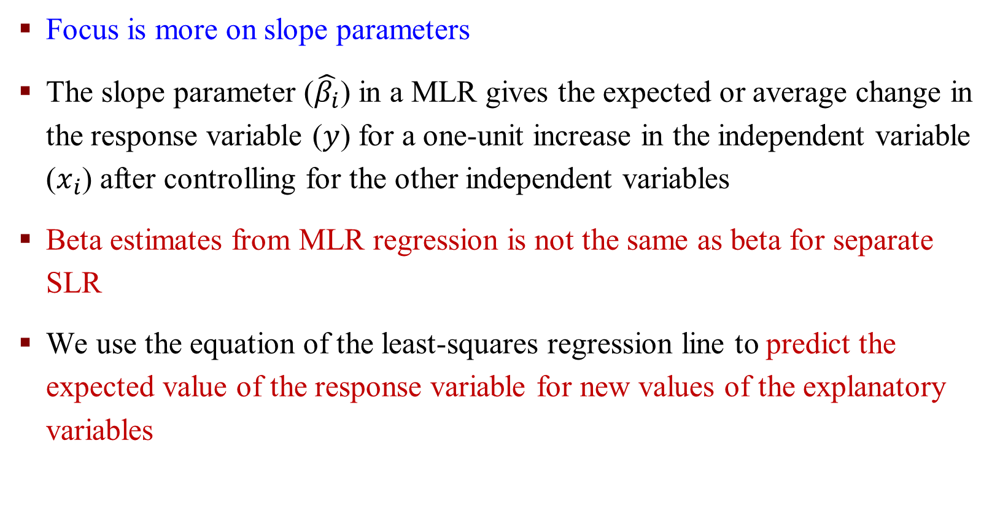 ▪ Focus is more on slope parameters
▪ The slope parameter (β̂ᵢ) in a MLR gives the expected or average change in
the response variable (y) for a one-unit increase in the independent variable
(xᵢ) after controlling for the other independent variables
▪ Beta estimates from MLR regression is not the same as beta for separate
SLR
▪ We use the equation of the least-squares regression line to predict the
expected value of the response variable for new values of the explanatory
variables